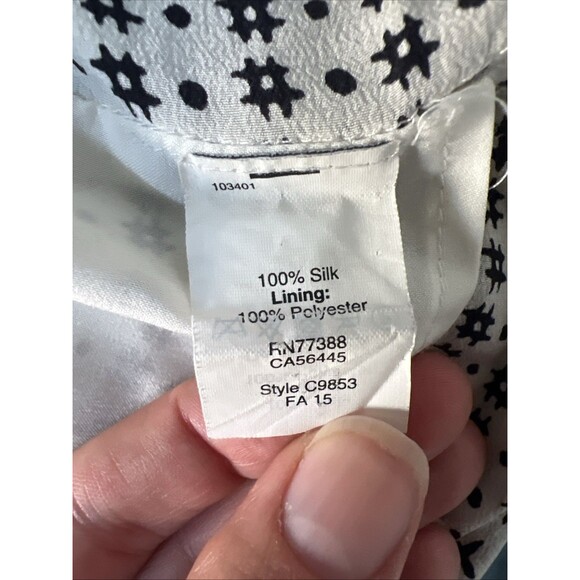 103401
100% Silk
Lining:
100% Polyester
RN77388
CA56445
Style C9853
FA 15